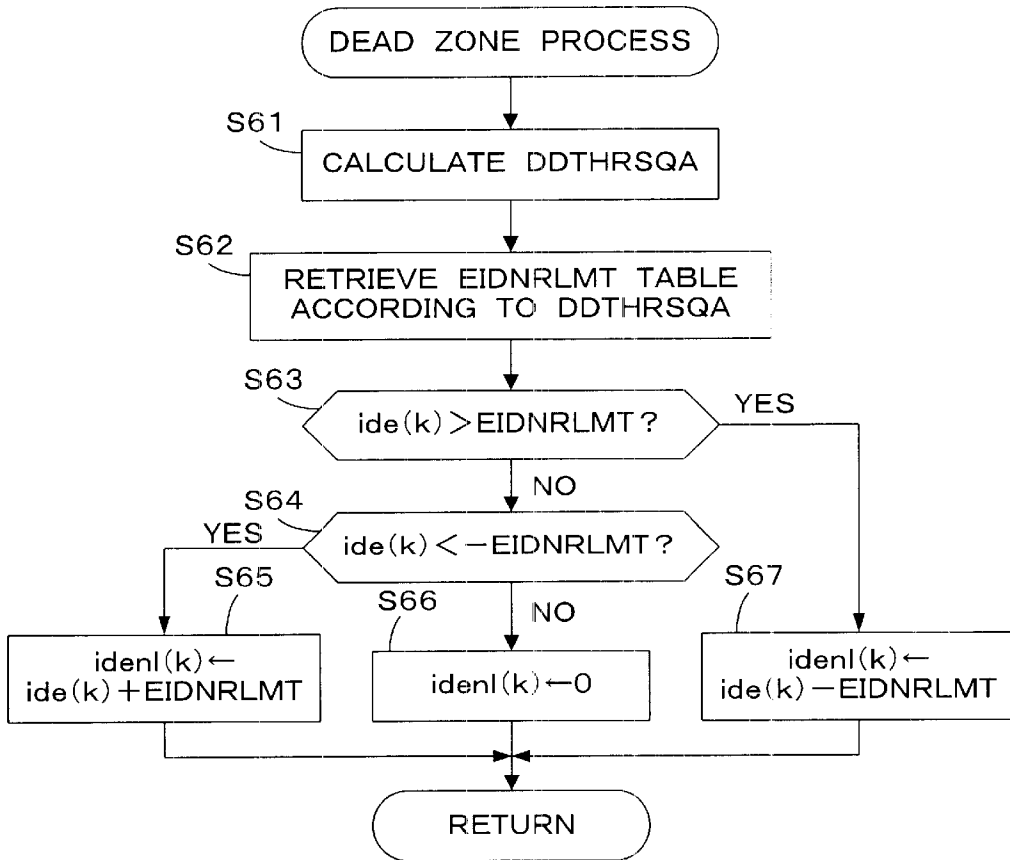 DEAD ZONE PROCESS
S61
CALCULATE DDTHRSQA
S62
RETRIEVE EIDNRLMT TABLE
ACCORDING TO DDTHRSQA
S63
ide(k)>EIDNRLMT?
YES
NO
S64
ide(k)<-EIDNRLMT?
YES
NO
S65
idenl(k)←
ide(k)+EIDNRLMT
S66
idenl(k)←0
S67
idenl(k)←
ide(k)-EIDNRLMT
RETURN